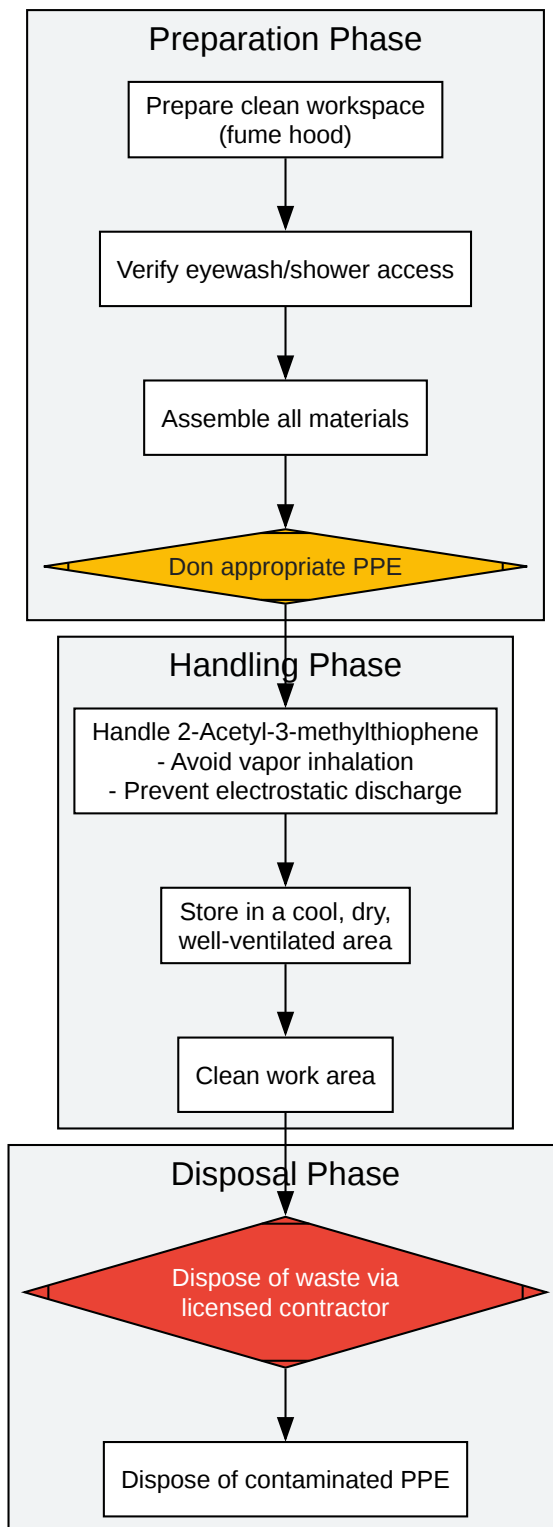 Preparation Phase
Prepare clean workspace
(fume hood)
Verify eyewash/shower access
Assemble all materials
Don appropriate PPE
Handling Phase
Handle 2-Acetyl-3-methylthiophene
- Avoid vapor inhalation
- Prevent electrostatic discharge
Store in a cool, dry,
well-ventilated area
Clean work area
Disposal Phase
Dispose of waste via
licensed contractor
Dispose of contaminated PPE